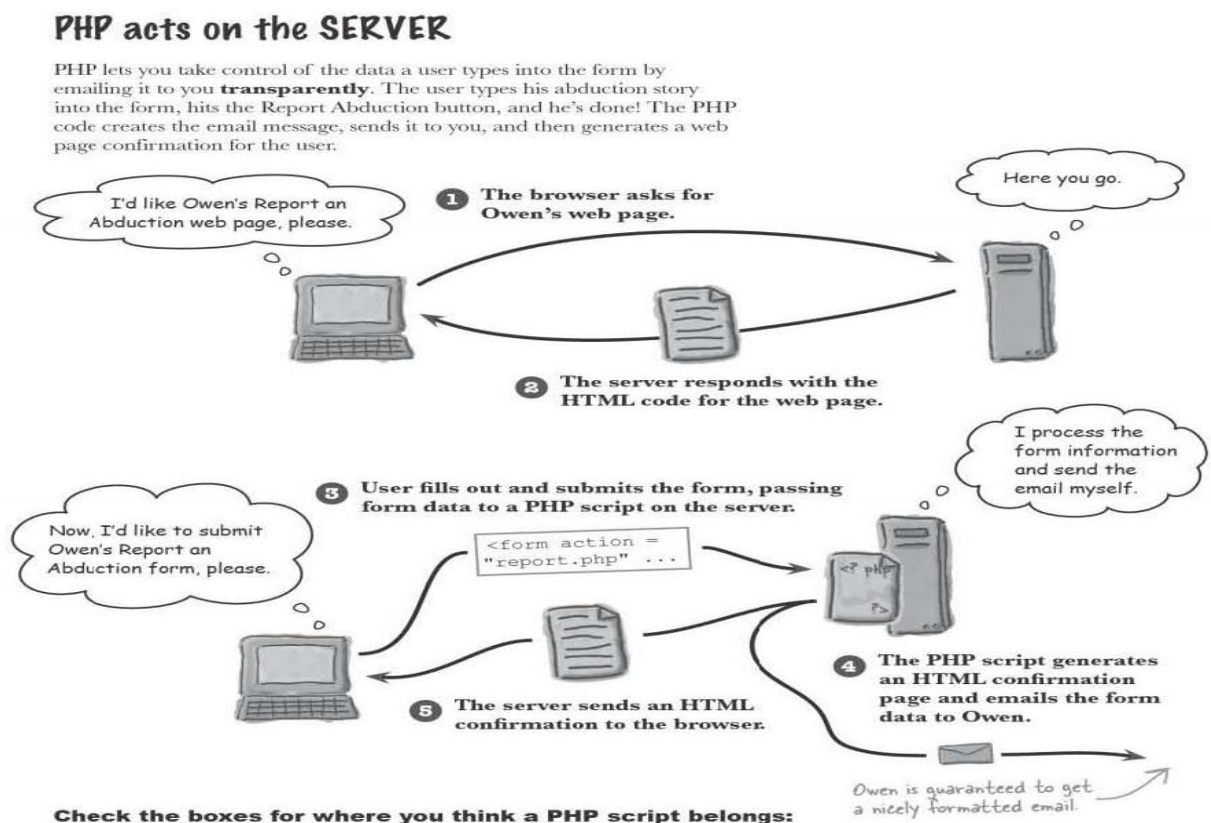 PHP acts on the SERVER
PHP lets you take control of the data a user types into the form by
emailing it to you transparently. The user types his abduction story
into the form, hits the Report Abduction button, and he's done! The PHP
code creates the email message, sends it to you, and then generates a web
page confirmation for the user.
I'd like Owen's Report an
Abduction web page, please.
1 The browser asks for
Owen's web page.
Here you go.
2 The server responds with the
HTML code for the web page.
I process the
form information
and send the
email myself.
3 User fills out and submits the form, passing
form data to a PHP script on the server.
Now, I'd like to submit
Owen's Report an
Abduction form, please.
<form action =
"report.php" ...
<? php
?>
4 The PHP script generates
an HTML confirmation
page and emails the form
data to Owen.
5 The server sends an HTML
confirmation to the browser.
Owen is guaranteed to get
a nicely formatted email.
Check the boxes for where you think a PHP script belongs: